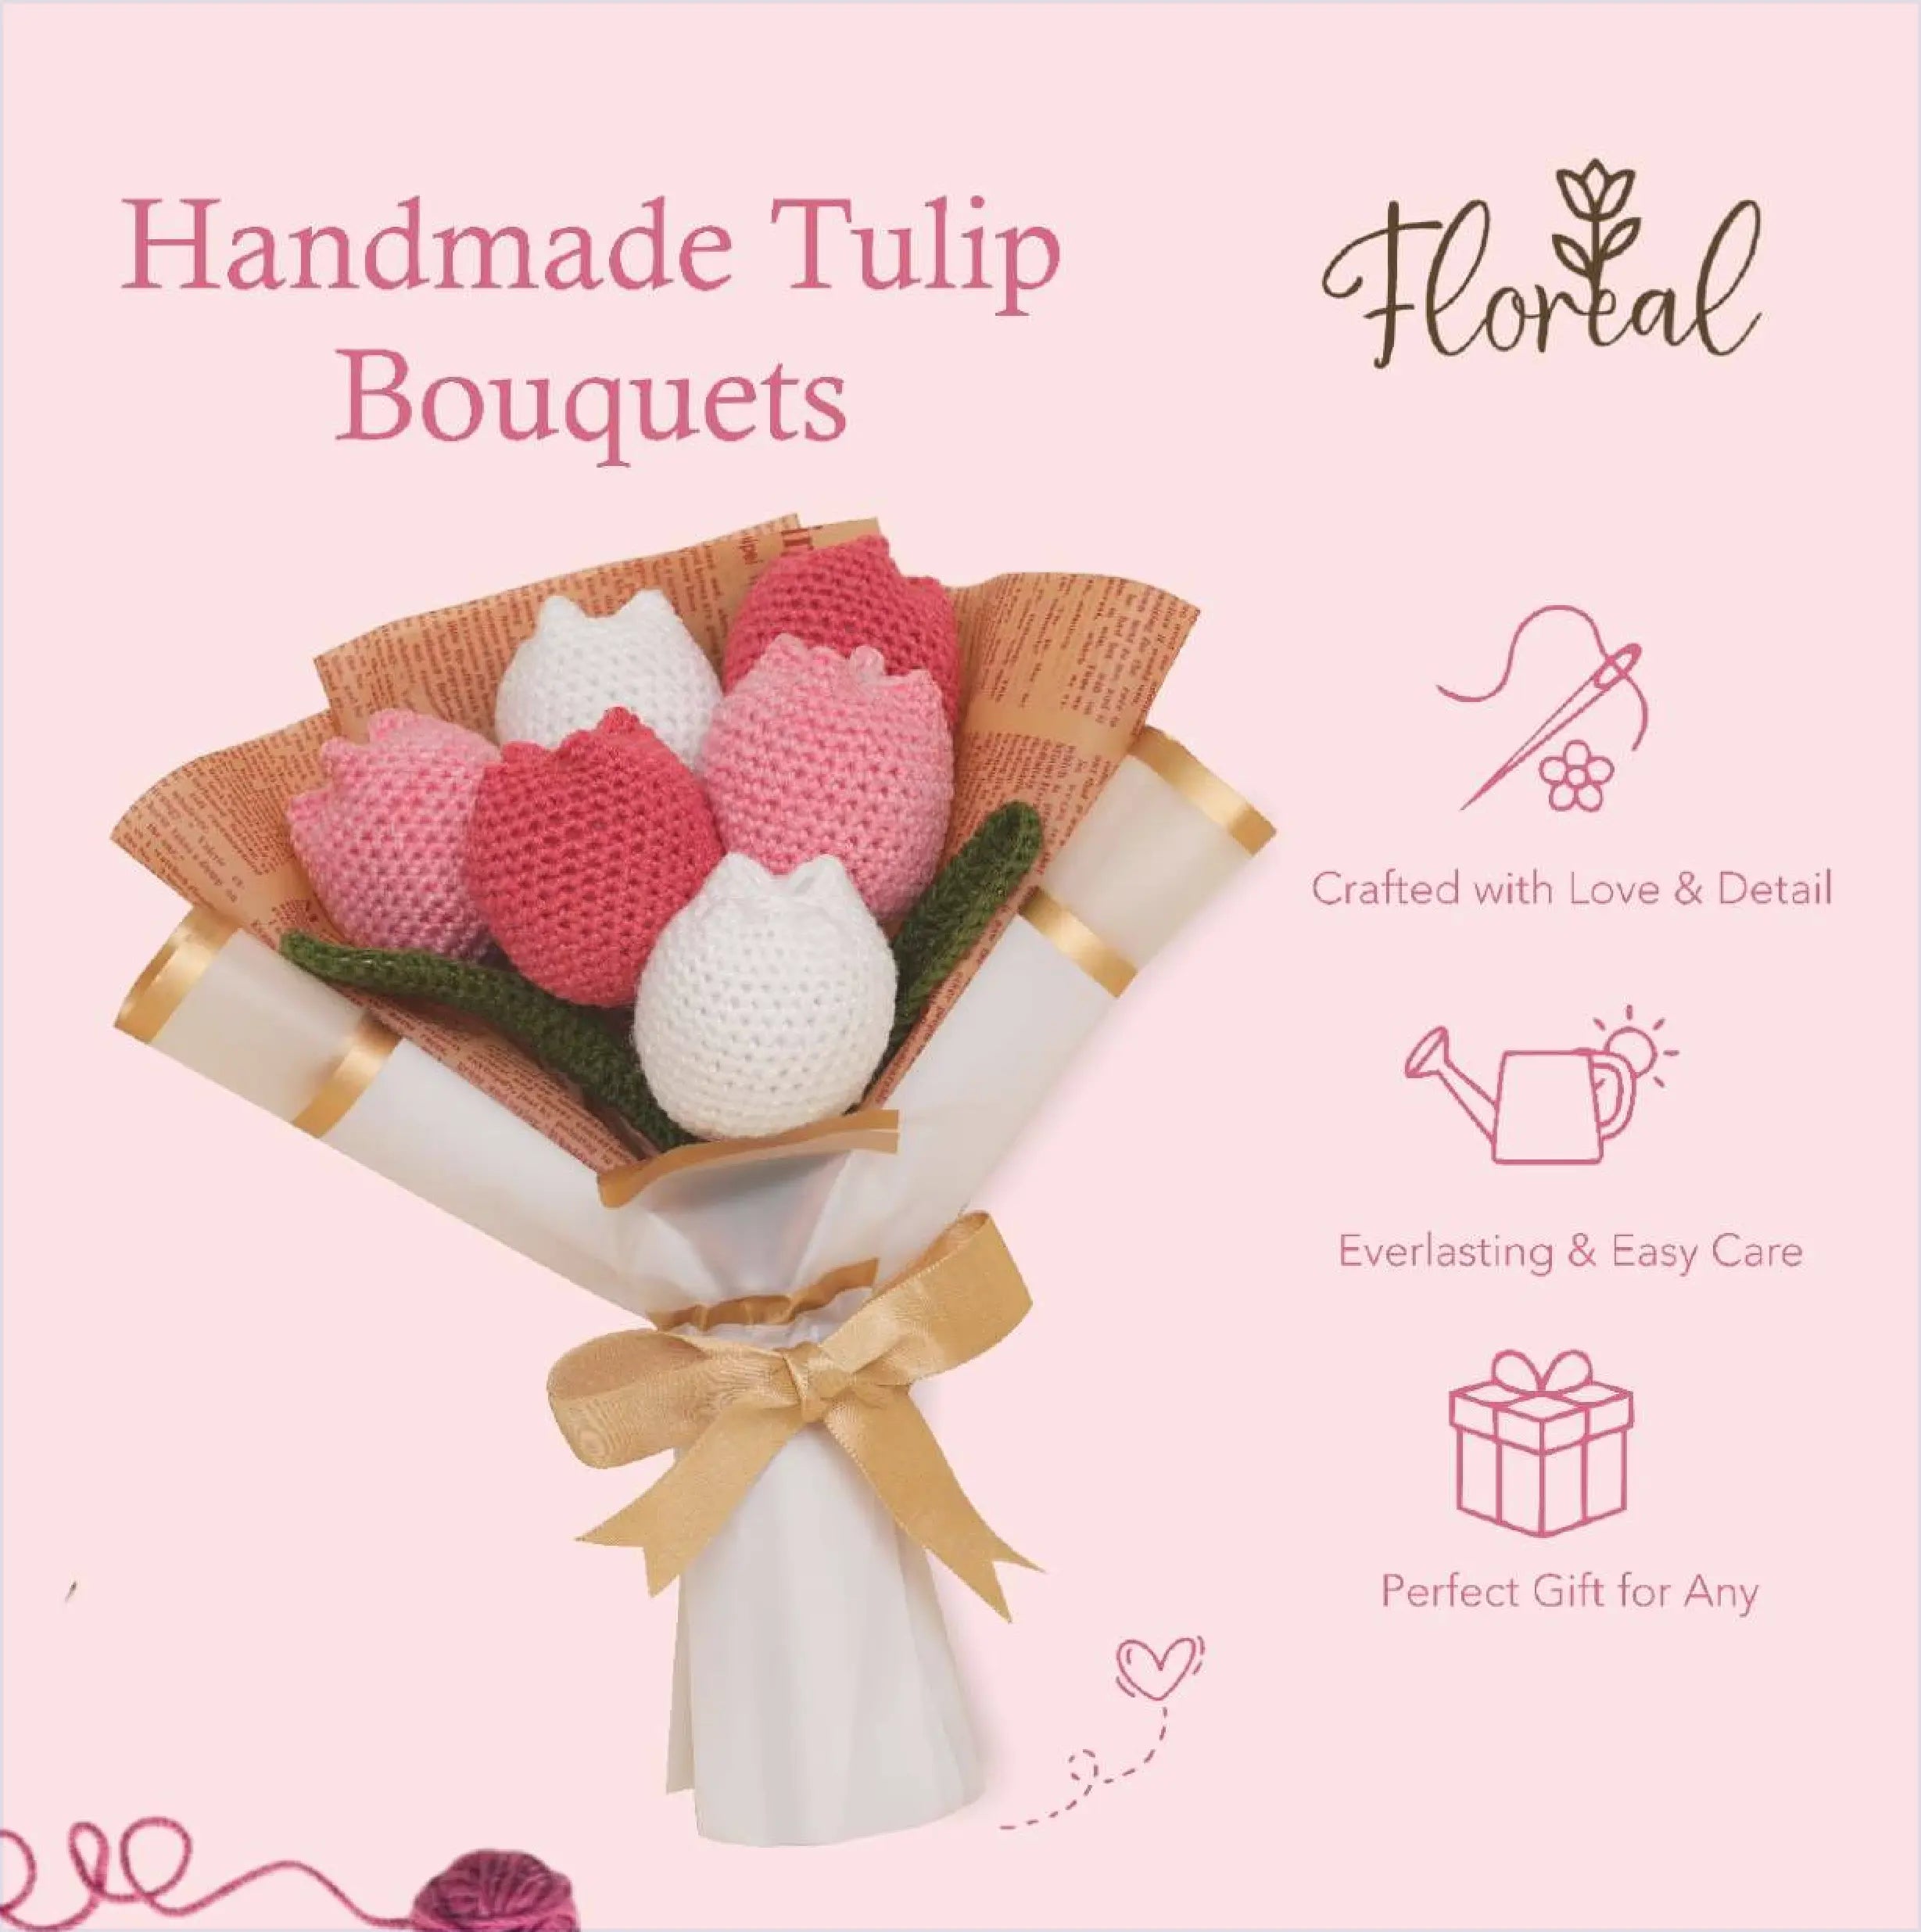 Handmade Tulip
Bouquets
Floreal
Crafted with Love & Detail
Everlasting & Easy Care
Perfect Gift for Any